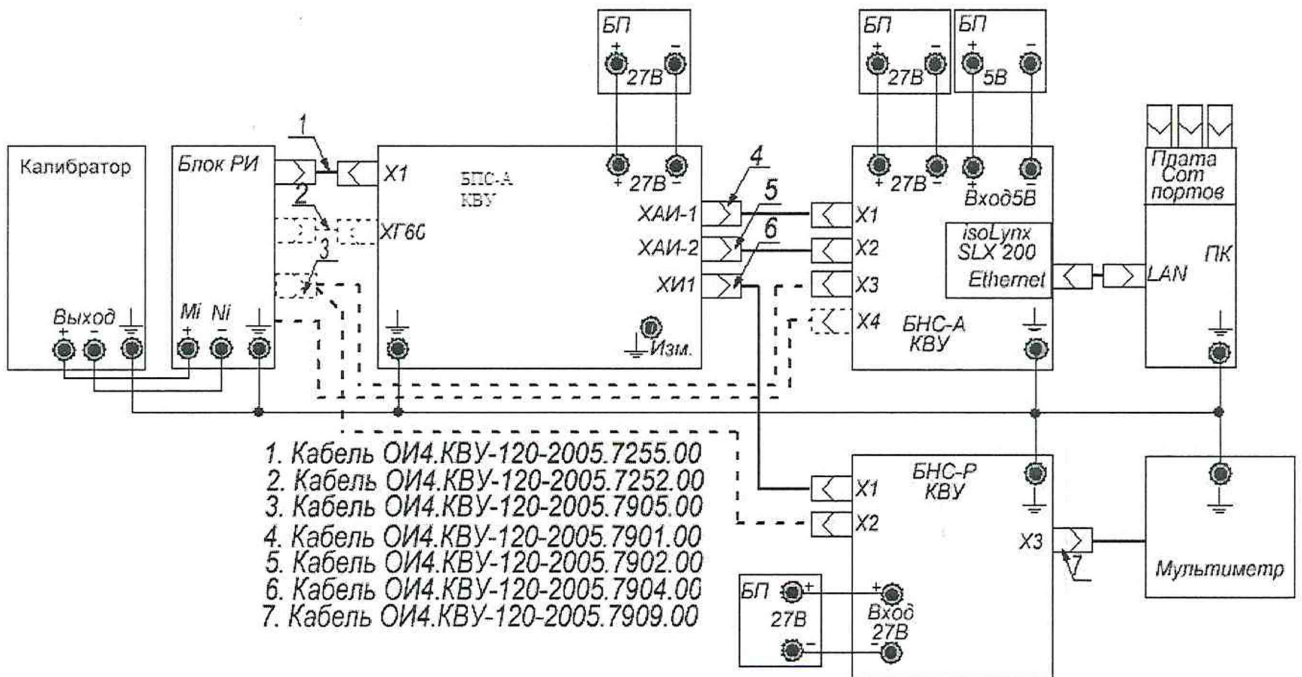 БП
+ −
27В
БП
+ −
27В
БП
+ −
5В
1
2
3
Калибратор
Выход
+ −
Блок РИ
Mi Ni
+ −
X1
БПС-А
КВУ
ХГ60
+ 27В −
ХАИ-1
ХАИ-2
ХИ1
Изм.
4
5
6
+ 27В −
+ −
Вход5В
X1
X2
X3
X4
isoLynx
SLX 200
Ethernet
БНС-А
КВУ
Плата
Com
портов
LAN
ПК
1. Кабель ОИ4.КВУ-120-2005.7255.00
2. Кабель ОИ4.КВУ-120-2005.7252.00
3. Кабель ОИ4.КВУ-120-2005.7905.00
4. Кабель ОИ4.КВУ-120-2005.7901.00
5. Кабель ОИ4.КВУ-120-2005.7902.00
6. Кабель ОИ4.КВУ-120-2005.7904.00
7. Кабель ОИ4.КВУ-120-2005.7909.00
X1
X2
БНС-Р
КВУ
X3
7
Мультиметр
БП
+
27В
−
+
Вход
27В
−